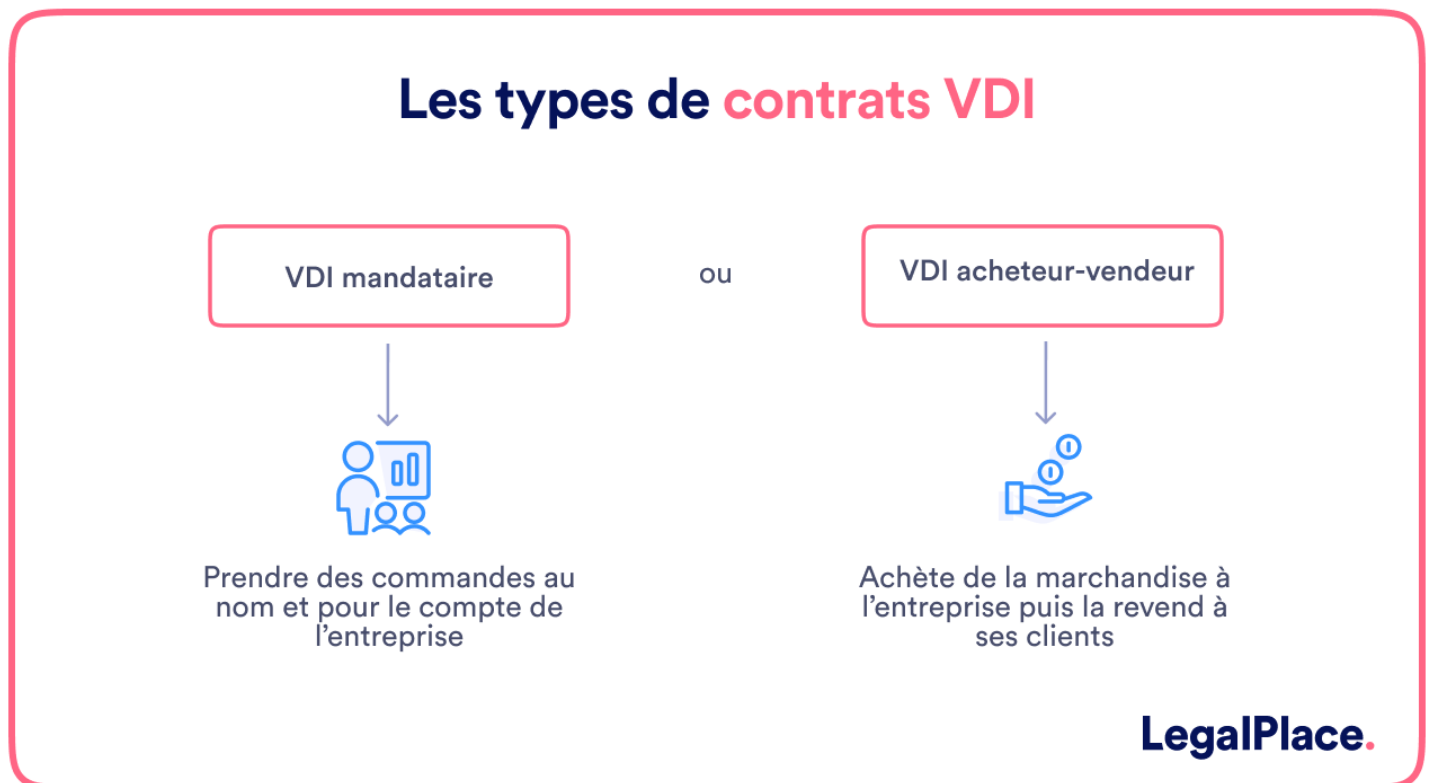 Les types de contrats VDI
VDI mandataire
ou
VDI acheteur-vendeur
Prendre des commandes au
nom et pour le compte de
l’entreprise
Achète de la marchandise à
l’entreprise puis la revend à
ses clients
LegalPlace.